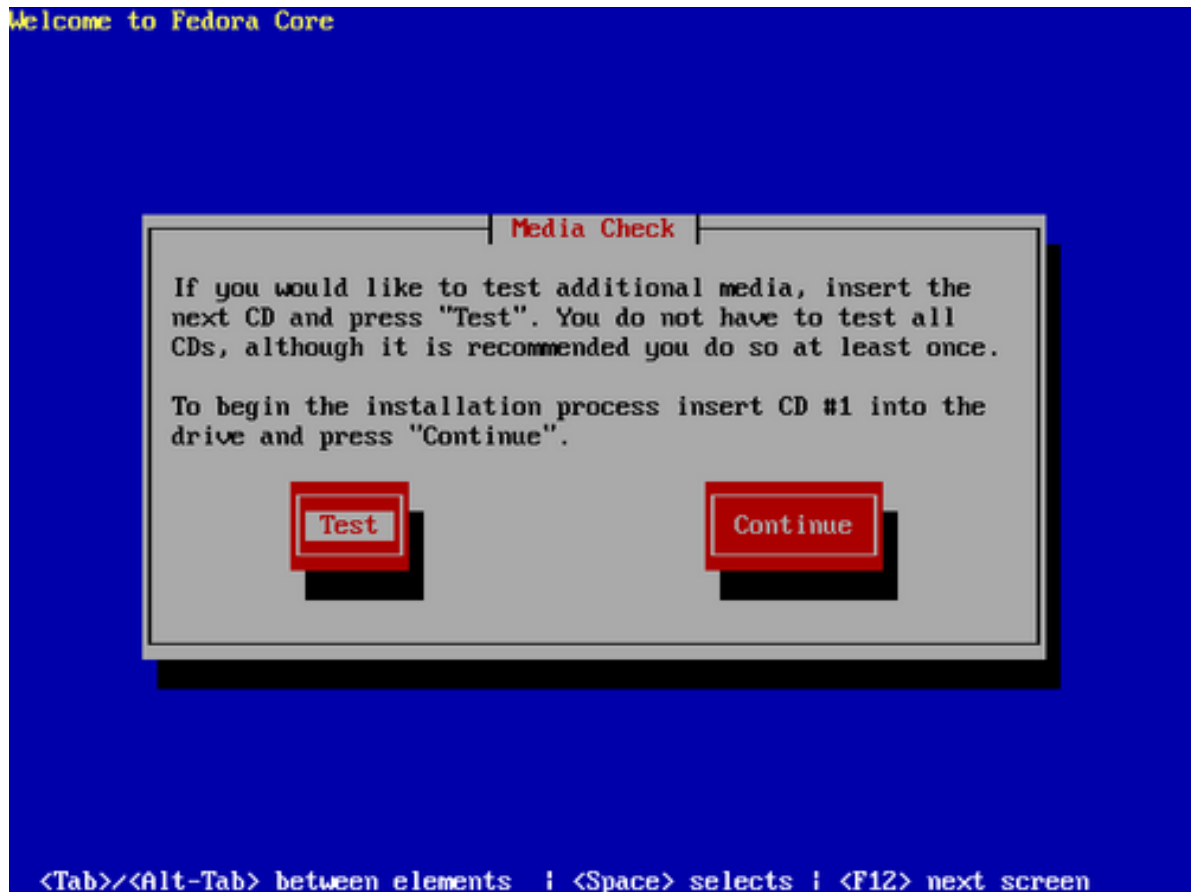 Welcome to Fedora Core
Media Check
If you would like to test additional media, insert the
next CD and press "Test". You do not have to test all
CDs, although it is recommended you do so at least once.
To begin the installation process insert CD #1 into the
drive and press "Continue".
Test Continue
<Tab>/<Alt-Tab> between elements | <Space> selects | <F12> next screen